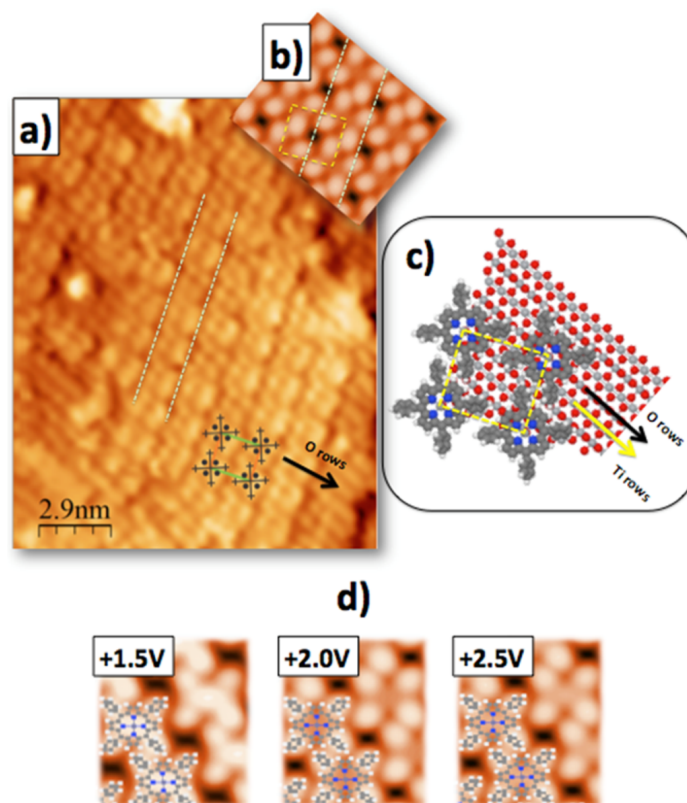 b)
a)
c)
O rows
Ti rows
O rows
2.9nm
d)
+1.5V
+2.0V
+2.5V